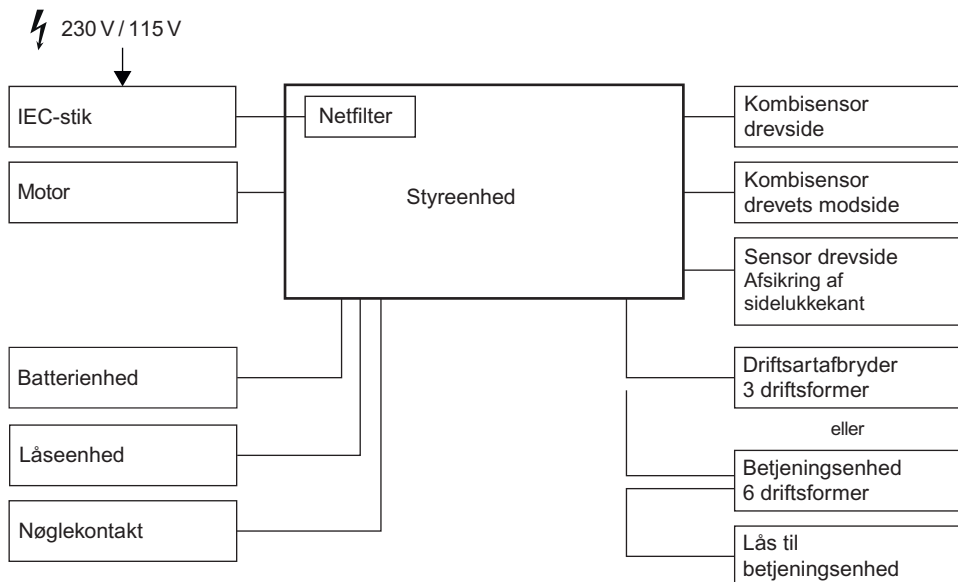 230 V / 115 V
IEC-stik
Netfilter
Motor
Styreenhed
Kombisensor
drevside
Kombisensor
drevets modside
Sensor drevside
Afsikring af
sidelukkekant
Batterienhed
Låseenhed
Nøglekontakt
Driftsartafbryder
3 driftsformer
eller
Betjeningsenhed
6 driftsformer
Lås til
betjeningsenhed